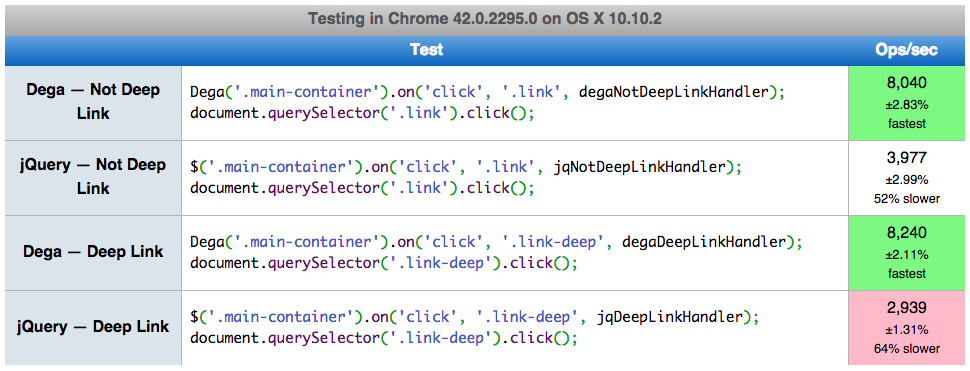 Testing in Chrome 42.0.2295.0 on OS X 10.10.2
Test Ops/sec
Dega — Not Deep Link
Dega('.main-container').on('click', '.link', degaNotDeepLinkHandler);
document.querySelector('.link').click();
8,040
±2.83%
fastest
jQuery — Not Deep Link
$('.main-container').on('click', '.link', jqNotDeepLinkHandler);
document.querySelector('.link').click();
3,977
±2.99%
52% slower
Dega — Deep Link
Dega('.main-container').on('click', '.link-deep', degaDeepLinkHandler);
document.querySelector('.link-deep').click();
8,240
±2.11%
fastest
jQuery — Deep Link
$('.main-container').on('click', '.link-deep', jqDeepLinkHandler);
document.querySelector('.link-deep').click();
2,939
±1.31%
64% slower